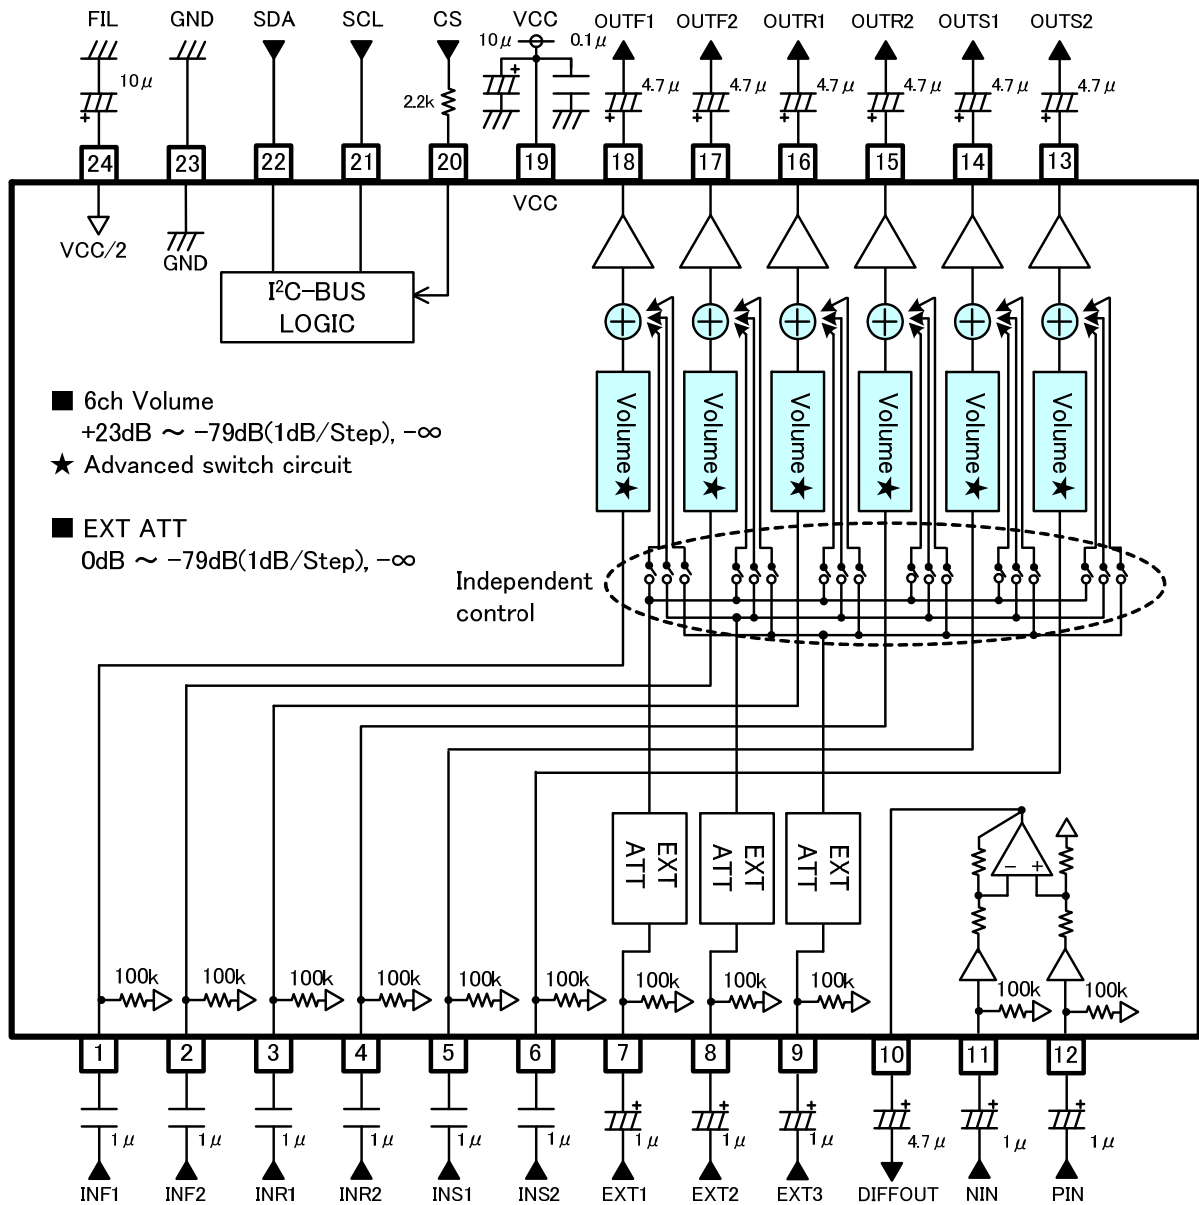 FIL GND SDA SCL CS VCC OUTF1 OUTF2 OUTR1 OUTR2 OUTS1 OUTS2
10μ 10μ 0.1μ 4.7μ 4.7μ 4.7μ 4.7μ 4.7μ 4.7μ
2.2k
24 23 22 21 20 19 18 17 16 15 14 13
VCC
VCC/2
GND
I²C-BUS
LOGIC
■ 6ch Volume
+23dB ～ -79dB(1dB/Step), -∞
★ Advanced switch circuit
Volume★ Volume★ Volume★ Volume★ Volume★ Volume★
■ EXT ATT
0dB ～ -79dB(1dB/Step), -∞
Independent
control
EXT ATT EXT ATT EXT ATT
100k 100k 100k 100k 100k 100k 100k 100k 100k 100k 100k
1 2 3 4 5 6 7 8 9 10 11 12
1μ 1μ 1μ 1μ 1μ 1μ 1μ 1μ 1μ 4.7μ 1μ 1μ
INF1 INF2 INR1 INR2 INS1 INS2 EXT1 EXT2 EXT3 DIFFOUT NIN PIN